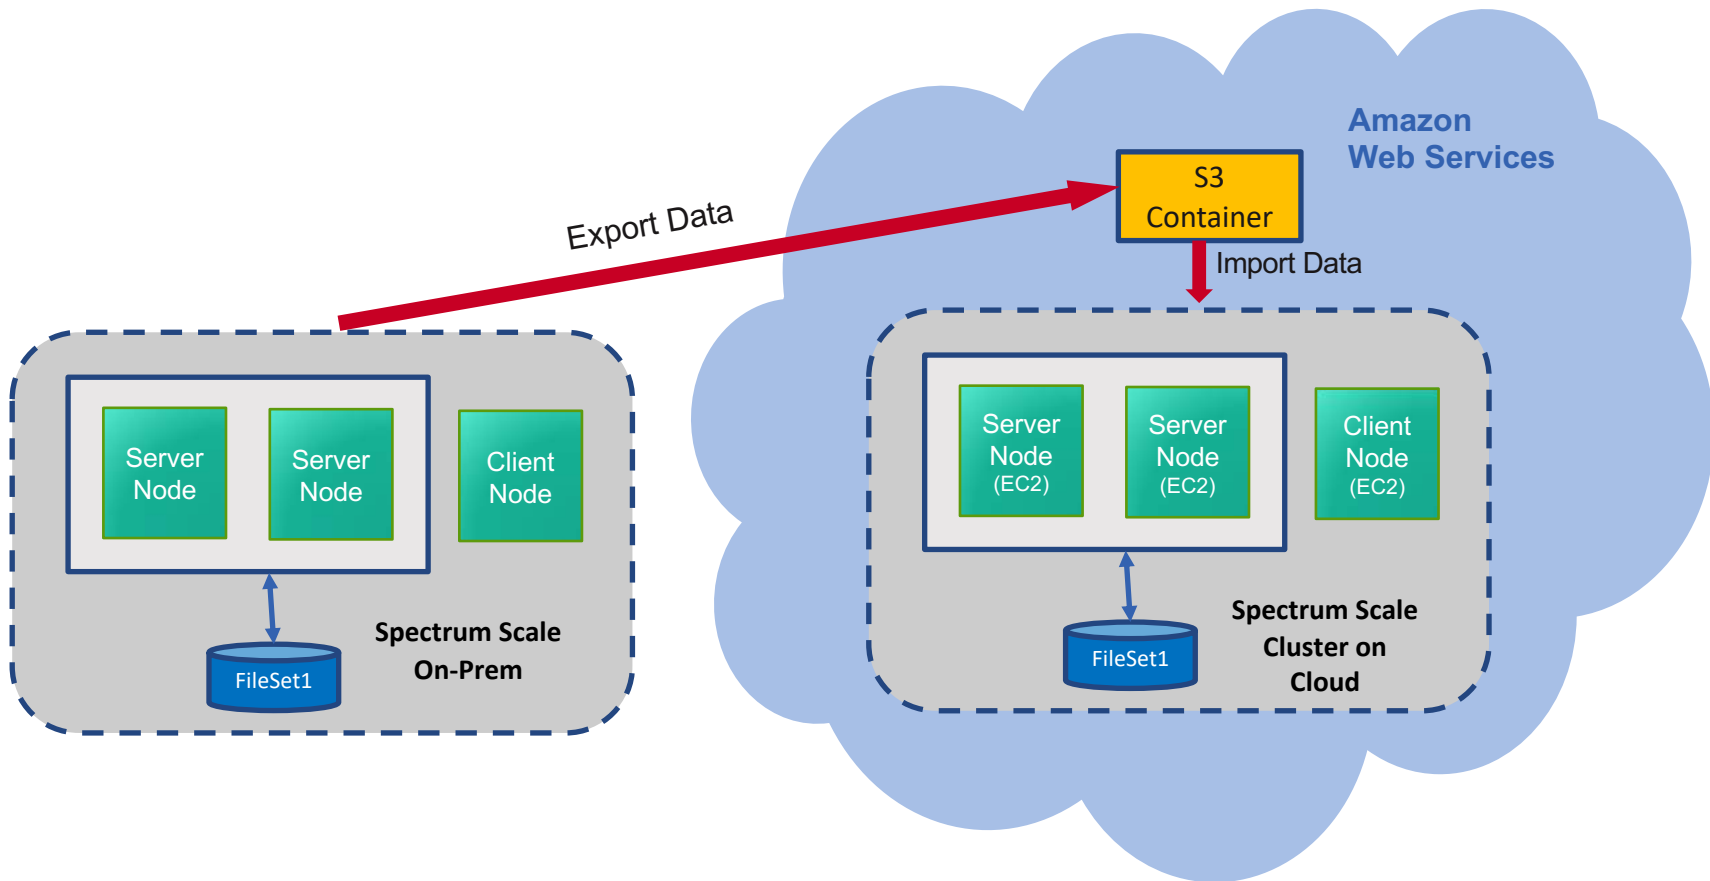 Amazon
Web Services
S3
Container
Export Data
Import Data
Server
Node
Server
Node
Client
Node
FileSet1
Spectrum Scale
On-Prem
Server
Node
(EC2)
Server
Node
(EC2)
Client
Node
(EC2)
FileSet1
Spectrum Scale
Cluster on
Cloud